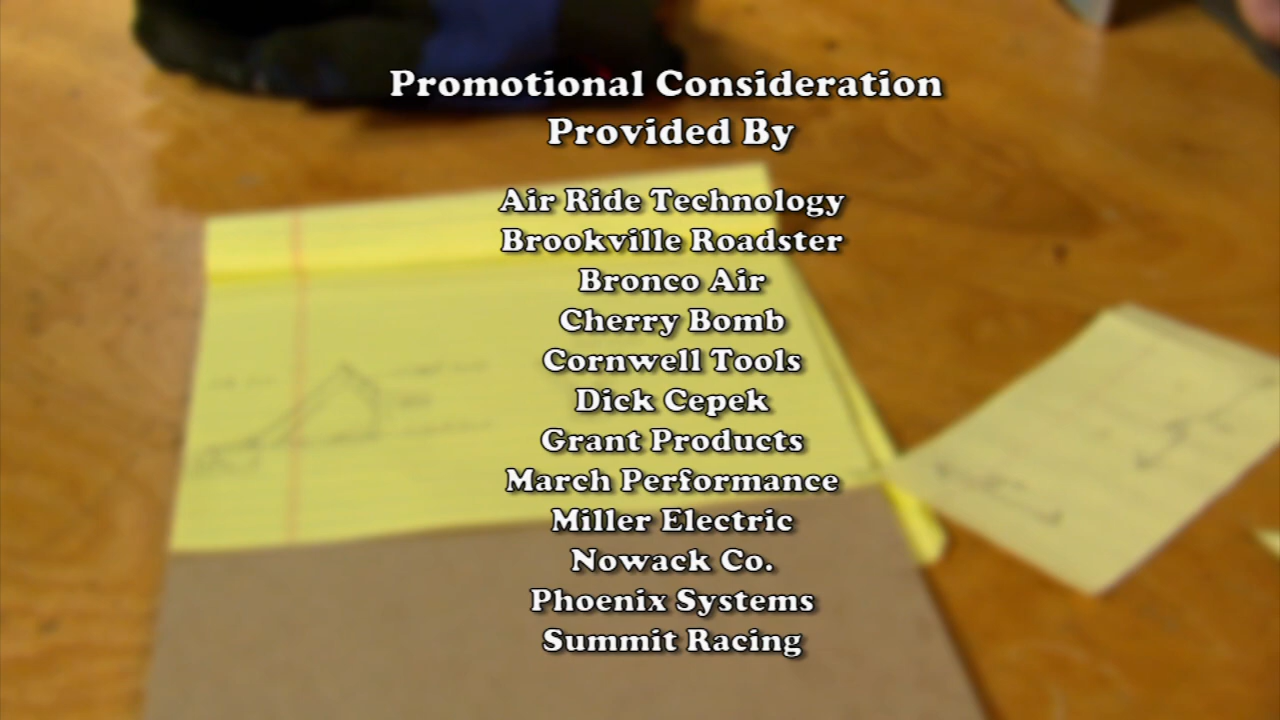 Promotional Consideration
Provided By
Air Ride Technology
Brookville Roadster
Bronco Air
Cherry Bomb
Cornwell Tools
Dick Cepek
Grant Products
March Performance
Miller Electric
Nowack Co.
Phoenix Systems
Summit Racing